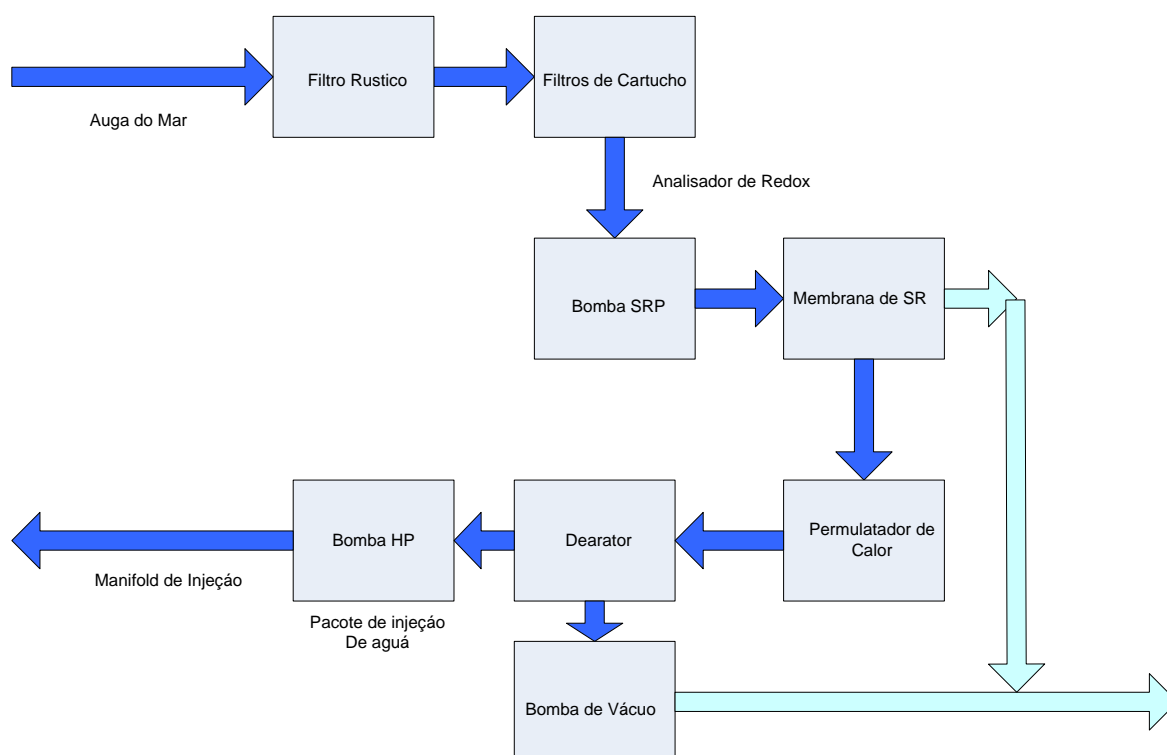 Filtro Rustico
Filtros de Cartucho
Auga do Mar
Analisador de Redox
Bomba SRP
Membrana de SR
Bomba HP
Dearator
Permulatador de
Calor
Manifold de Injeção
Pacote de injeção
De aguá
Bomba de Vácuo